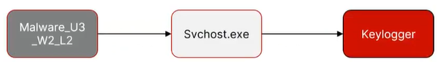 Malware_U3
_W2_L2
Svchost.exe
Keylogger